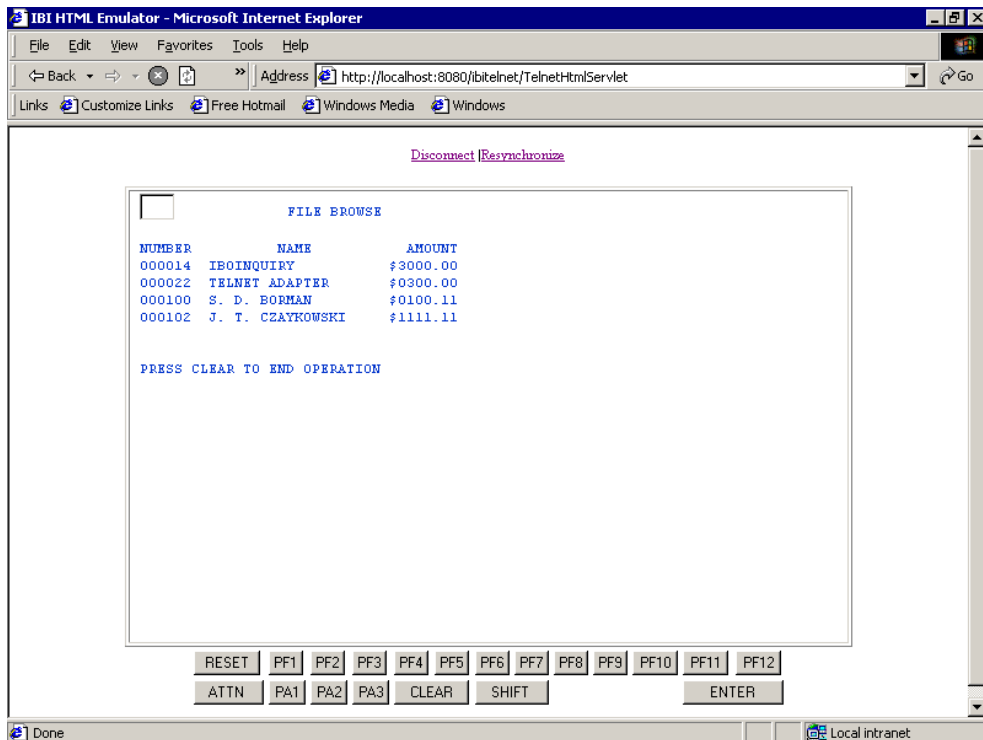 IBI HTML Emulator - Microsoft Internet Explorer
File Edit View Favorites Tools Help
Back » Address http://localhost:8080/ibitelnet/TelnetHtmlServlet Go
Links Customize Links Free Hotmail Windows Media Windows
Disconnect |Resynchronize
FILE BROWSE
NUMBER NAME AMOUNT
000014 IBOINQUIRY $3000.00
000022 TELNET ADAPTER $0300.00
000100 S. D. BORMAN $0100.11
000102 J. T. CZAYKOWSKI $1111.11
PRESS CLEAR TO END OPERATION
RESET PF1 PF2 PF3 PF4 PF5 PF6 PF7 PF8 PF9 PF10 PF11 PF12
ATTN PA1 PA2 PA3 CLEAR SHIFT ENTER
Done Local intranet